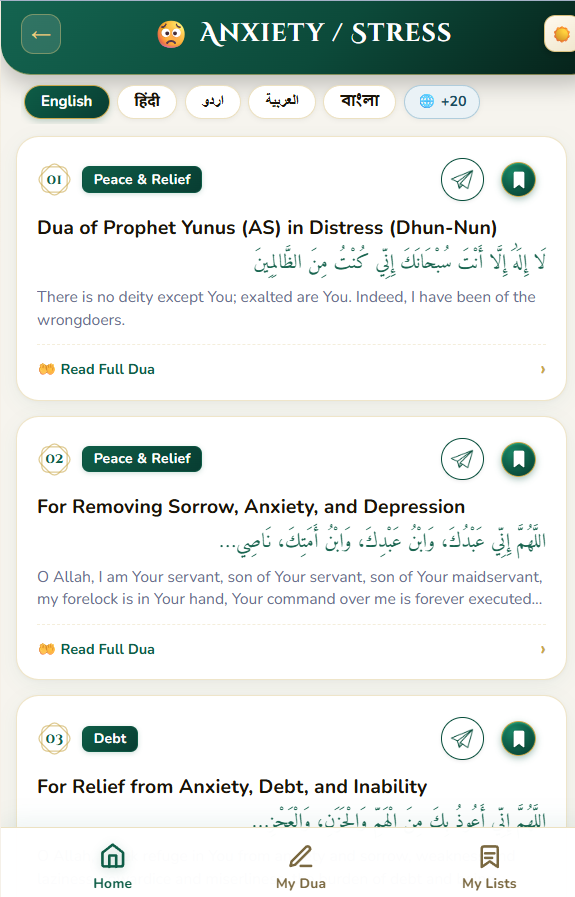 ←
😟 Anxiety / Stress
English हिंदी اردو العربية বাংলা 🌐 +20
01 Peace & Relief
Dua of Prophet Yunus (AS) in Distress (Dhun-Nun)
لَا إِلَهَ إِلَّا أَنْتَ سُبْحَانَكَ إِنِّي كُنْتُ مِنَ الظَّالِمِينَ
There is no deity except You; exalted are You. Indeed, I have been of the
wrongdoers.
🤲 Read Full Dua ›
02 Peace & Relief
For Removing Sorrow, Anxiety, and Depression
اللَّهُمَّ إِنِّي عَبْدُكَ، وَابْنُ عَبْدِكَ، وَابْنُ أَمَتِكَ، نَاصِي...
O Allah, I am Your servant, son of Your servant, son of Your maidservant,
my forelock is in Your hand, Your command over me is forever executed...
🤲 Read Full Dua ›
03 Debt
For Relief from Anxiety, Debt, and Inability
اللَّهُمَّ إِنِّي أَعُوذُ بِكَ مِنَ الْهَمِّ وَالْحَزَنِ، وَالْعَجْزِ...
Home My Dua My Lists